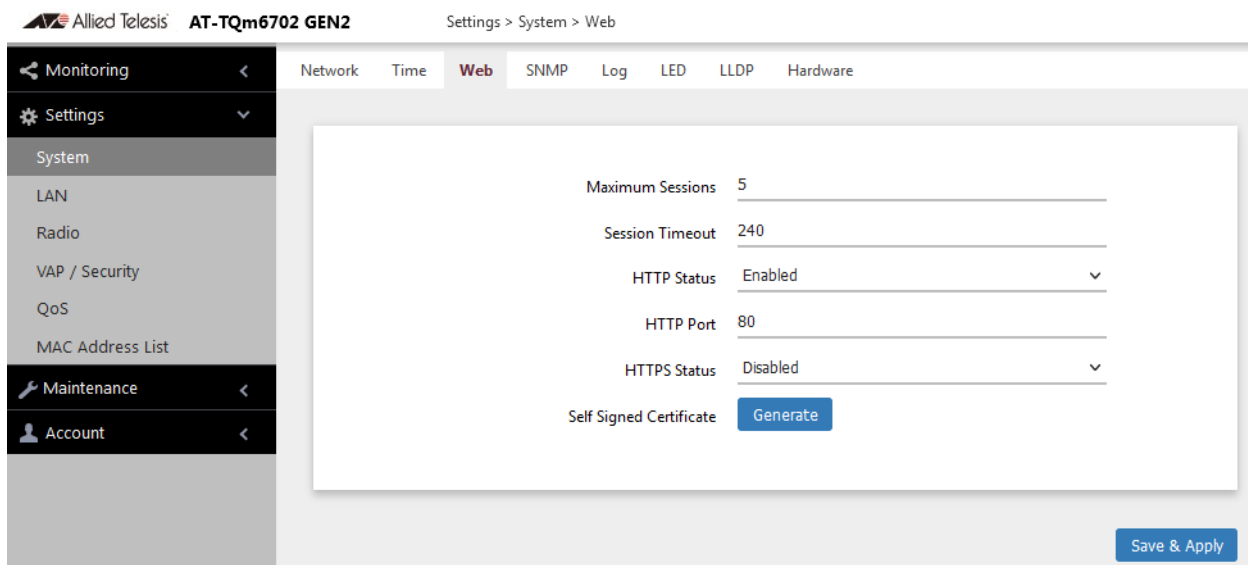 Allied Telesis AT-TQm6702 GEN2 Settings > System > Web
Monitoring
Network Time Web SNMP Log LED LLDP Hardware
Settings
System
LAN
Radio
VAP / Security
QoS
MAC Address List
Maintenance
Account
Maximum Sessions 5
Session Timeout 240
HTTP Status Enabled
HTTP Port 80
HTTPS Status Disabled
Self Signed Certificate Generate
Save & Apply